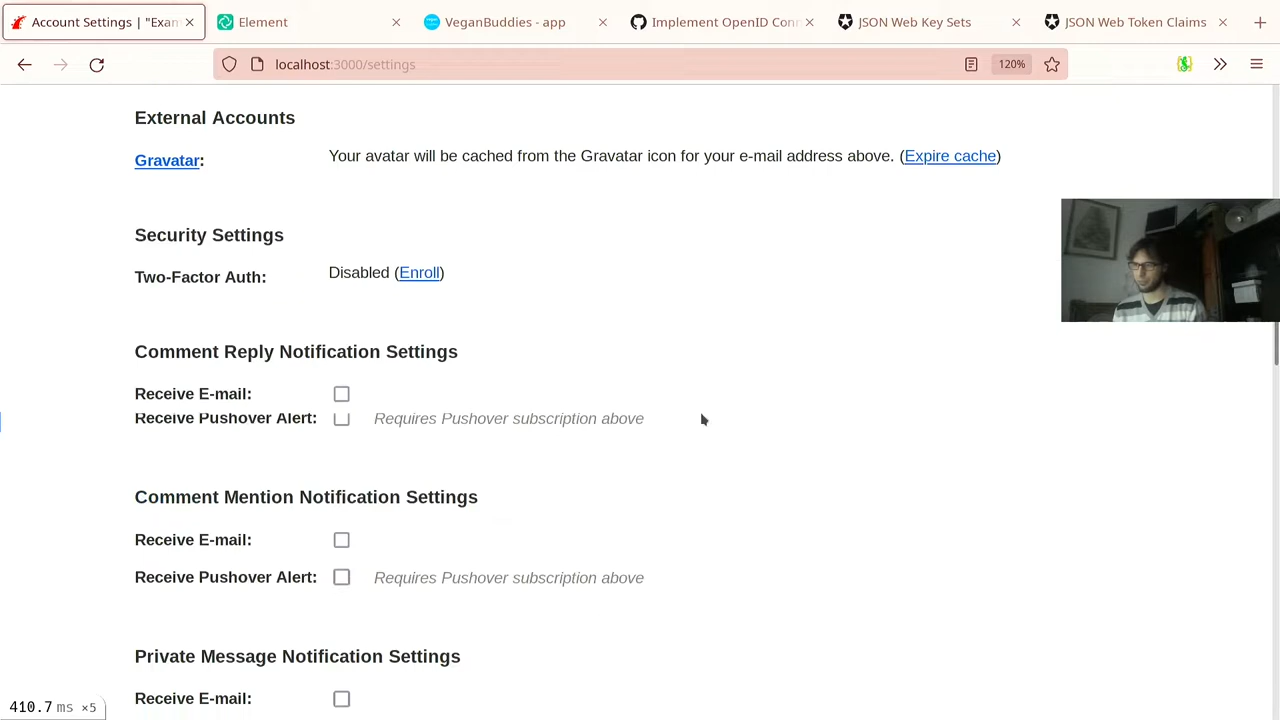 Account Settings | "Exam
Element
VeganBuddies - app
Implement OpenID Conn
JSON Web Key Sets
JSON Web Token Claims
localhost:3000/settings
120%
External Accounts
Gravatar: Your avatar will be cached from the Gravatar icon for your e-mail address above. (Expire cache)
Security Settings
Two-Factor Auth: Disabled (Enroll)
Comment Reply Notification Settings
Receive E-mail:
Receive Pushover Alert: Requires Pushover subscription above
Comment Mention Notification Settings
Receive E-mail:
Receive Pushover Alert: Requires Pushover subscription above
Private Message Notification Settings
Receive E-mail:
410.7 ms ×5